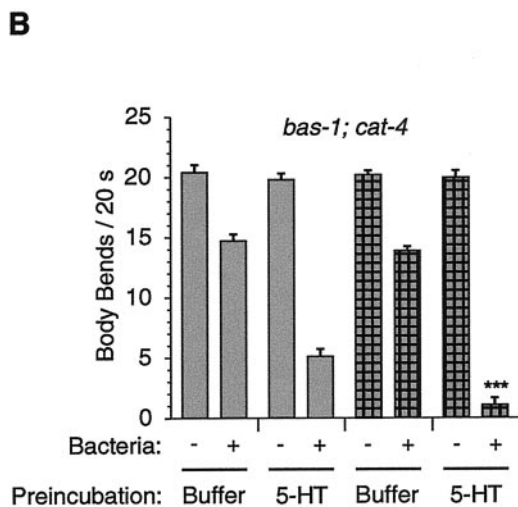 B
bas-1; cat-4
25
20
15
10
5
0
Body Bends / 20 s
***
Bacteria: - + - + - + - +
Preincubation: Buffer 5-HT Buffer 5-HT